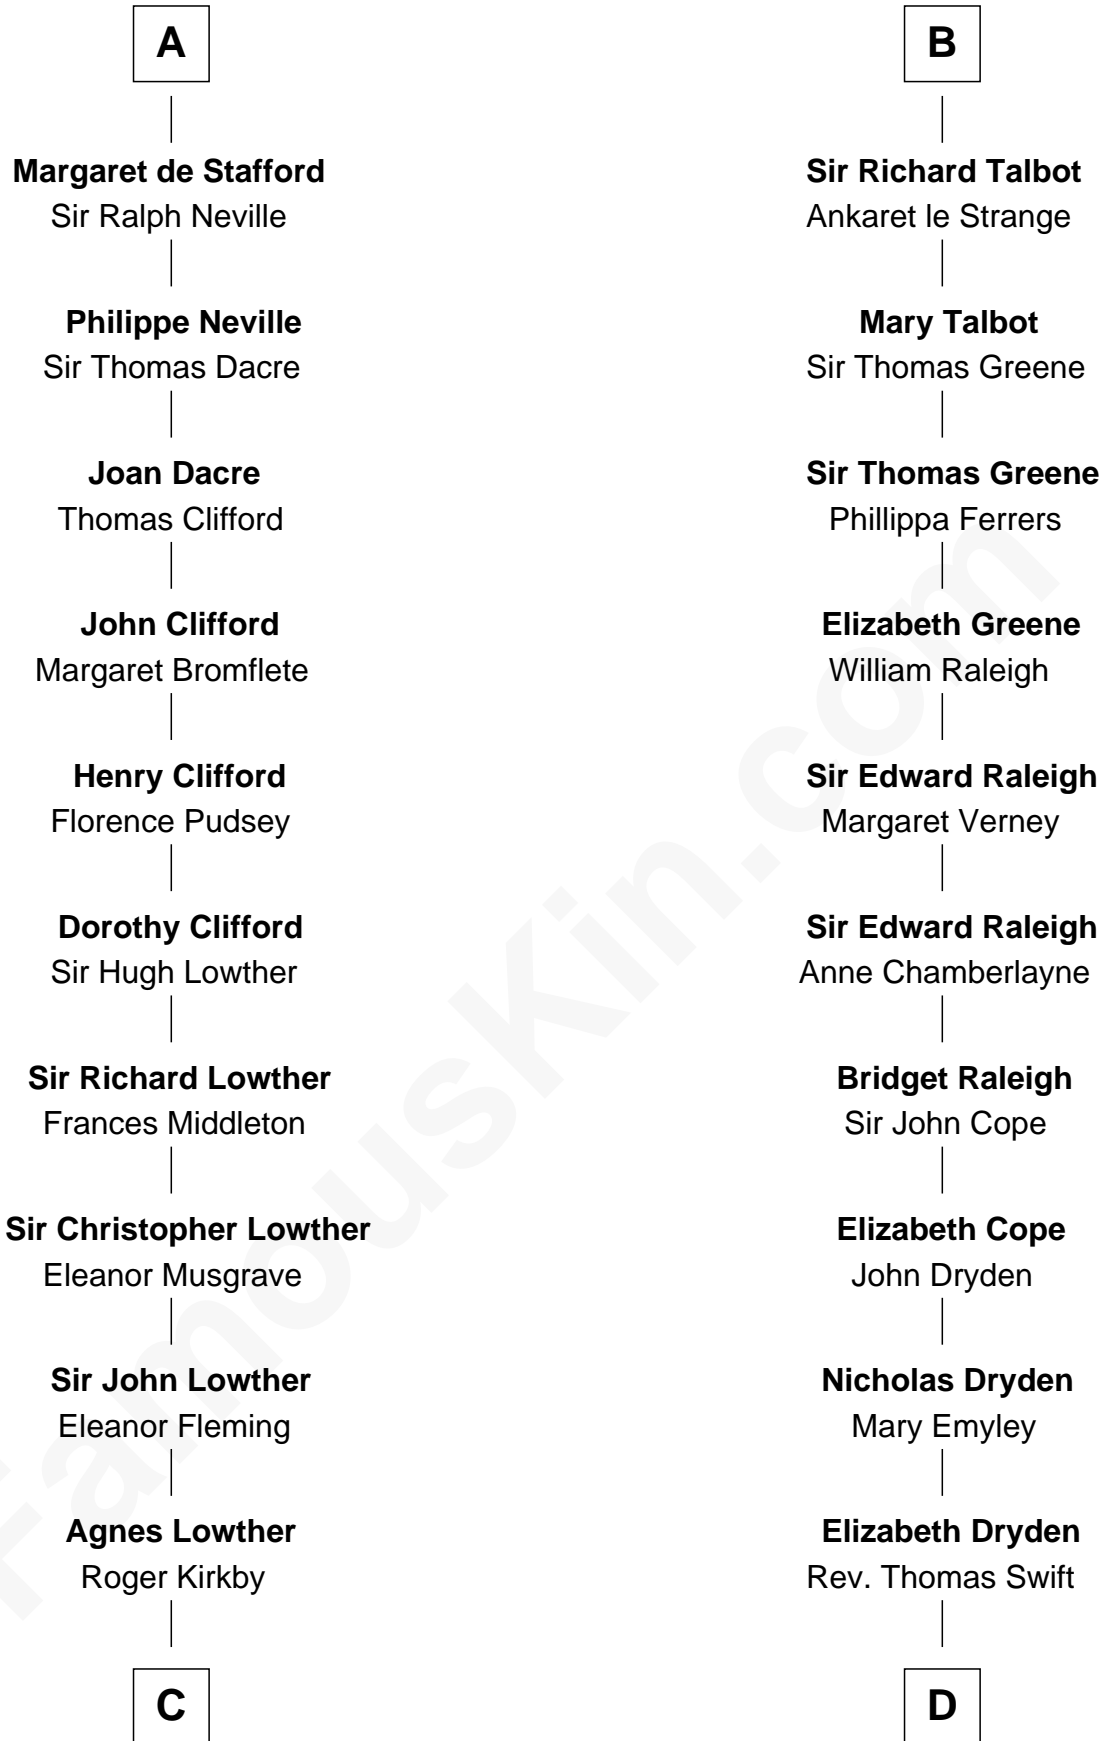 A
Margaret de Stafford
Sir Ralph Neville
Philippe Neville
Sir Thomas Dacre
Joan Dacre
Thomas Clifford
John Clifford
Margaret Bromflete
Henry Clifford
Florence Pudsey
Dorothy Clifford
Sir Hugh Lowther
Sir Richard Lowther
Frances Middleton
Sir Christopher Lowther
Eleanor Musgrave
Sir John Lowther
Eleanor Fleming
Agnes Lowther
Roger Kirkby
C
B
Sir Richard Talbot
Ankaret le Strange
Mary Talbot
Sir Thomas Greene
Sir Thomas Greene
Phillippa Ferrers
Elizabeth Greene
William Raleigh
Sir Edward Raleigh
Margaret Verney
Sir Edward Raleigh
Anne Chamberlayne
Bridget Raleigh
Sir John Cope
Elizabeth Cope
John Dryden
Nicholas Dryden
Mary Emyley
Elizabeth Dryden
Rev. Thomas Swift
D
FamousKin.com